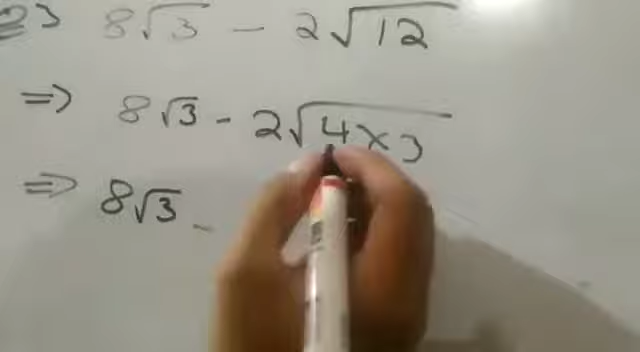 8√3 - 2√12
⇒ 8√3 - 2√4×3
⇒ 8√3 -